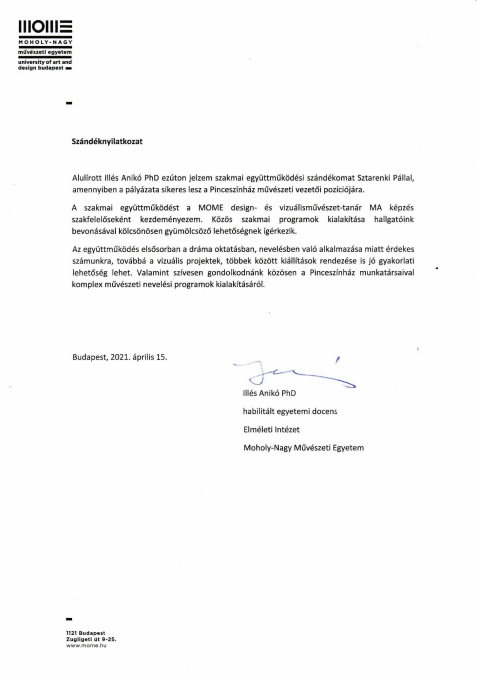 MOME
MOHOLY-NAGY
művészeti egyetem
university of art and
design budapest
Szándéknyilatkozat
Alulírott Illés Anikó PhD ezúton jelzem szakmai együttműködési szándékomat Sztarenki Pállal,
amennyiben a pályázata sikeres lesz a Pinceszínház művészeti vezetői pozíciójára.
A szakmai együttműködést a MOME design- és vizuálisművészet-tanár MA képzés
szakfelelőseként kezdeményezem. Közös szakmai programok kialakítása hallgatóink
bevonásával kölcsönösen gyümölcsöző lehetőségnek ígérkezik.
Az együttműködés elsősorban a dráma oktatásban, nevelésben való alkalmazása miatt érdekes
számunkra, továbbá a vizuális projektek, többek között kiállítások rendezése is jó gyakorlati
lehetőség lehet. Valamint szívesen gondolkodnánk közösen a Pinceszínház munkatársaival
komplex művészeti nevelési programok kialakításáról.
Budapest, 2021. április 15.
Illés Anikó PhD
habilitált egyetemi docens
Elméleti Intézet
Moholy-Nagy Művészeti Egyetem
1121 Budapest
Zugligeti út 9-25.
www.mome.hu